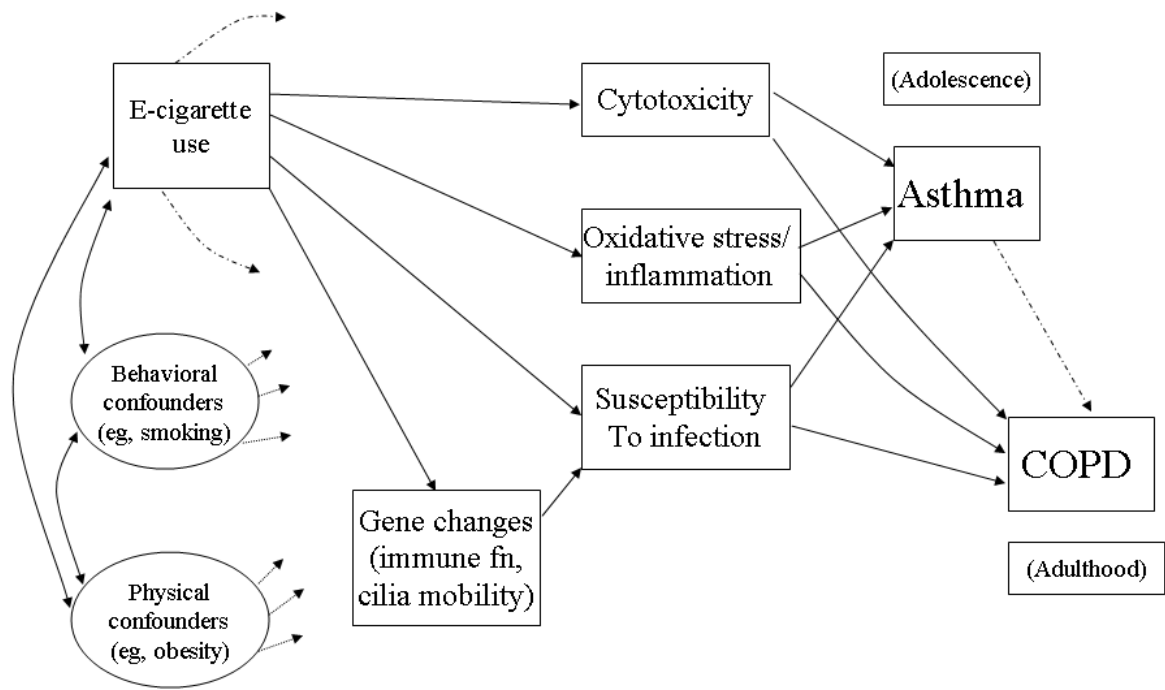 E-cigarette
use
Cytotoxicity
(Adolescence)
Asthma
Oxidative stress/
inflammation
Behavioral
confounders
(eg, smoking)
Susceptibility
To infection
COPD
Gene changes
(immune fn,
cilia mobility)
(Adulthood)
Physical
confounders
(eg, obesity)